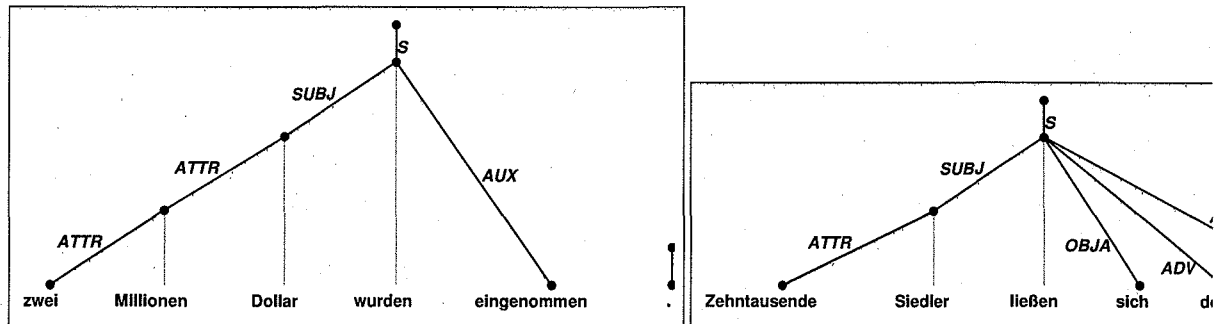 S
SUBJ
ATTR
AUX
ATTR
zwei Millionen Dollar wurden eingenommen .
S
SUBJ
ATTR
OBJA
ADV
Zehntausende Siedler ließen sich